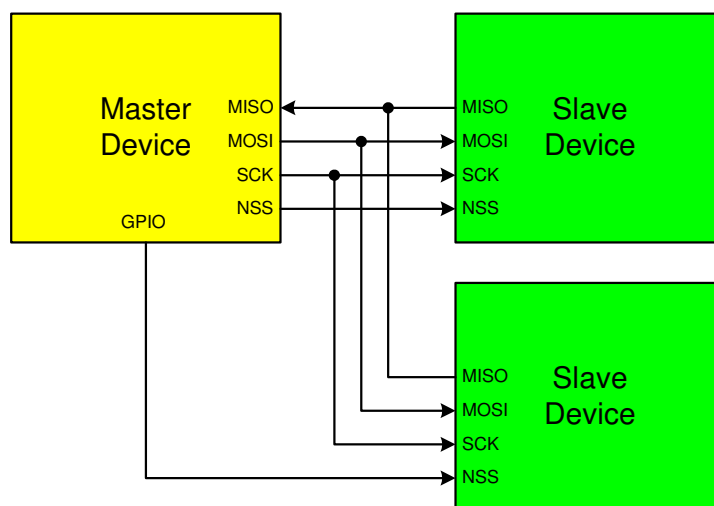 Master
Device
MISO
MOSI
SCK
NSS
GPIO
MISO
MOSI
SCK
NSS
Slave
Device
MISO
MOSI
SCK
NSS
Slave
Device